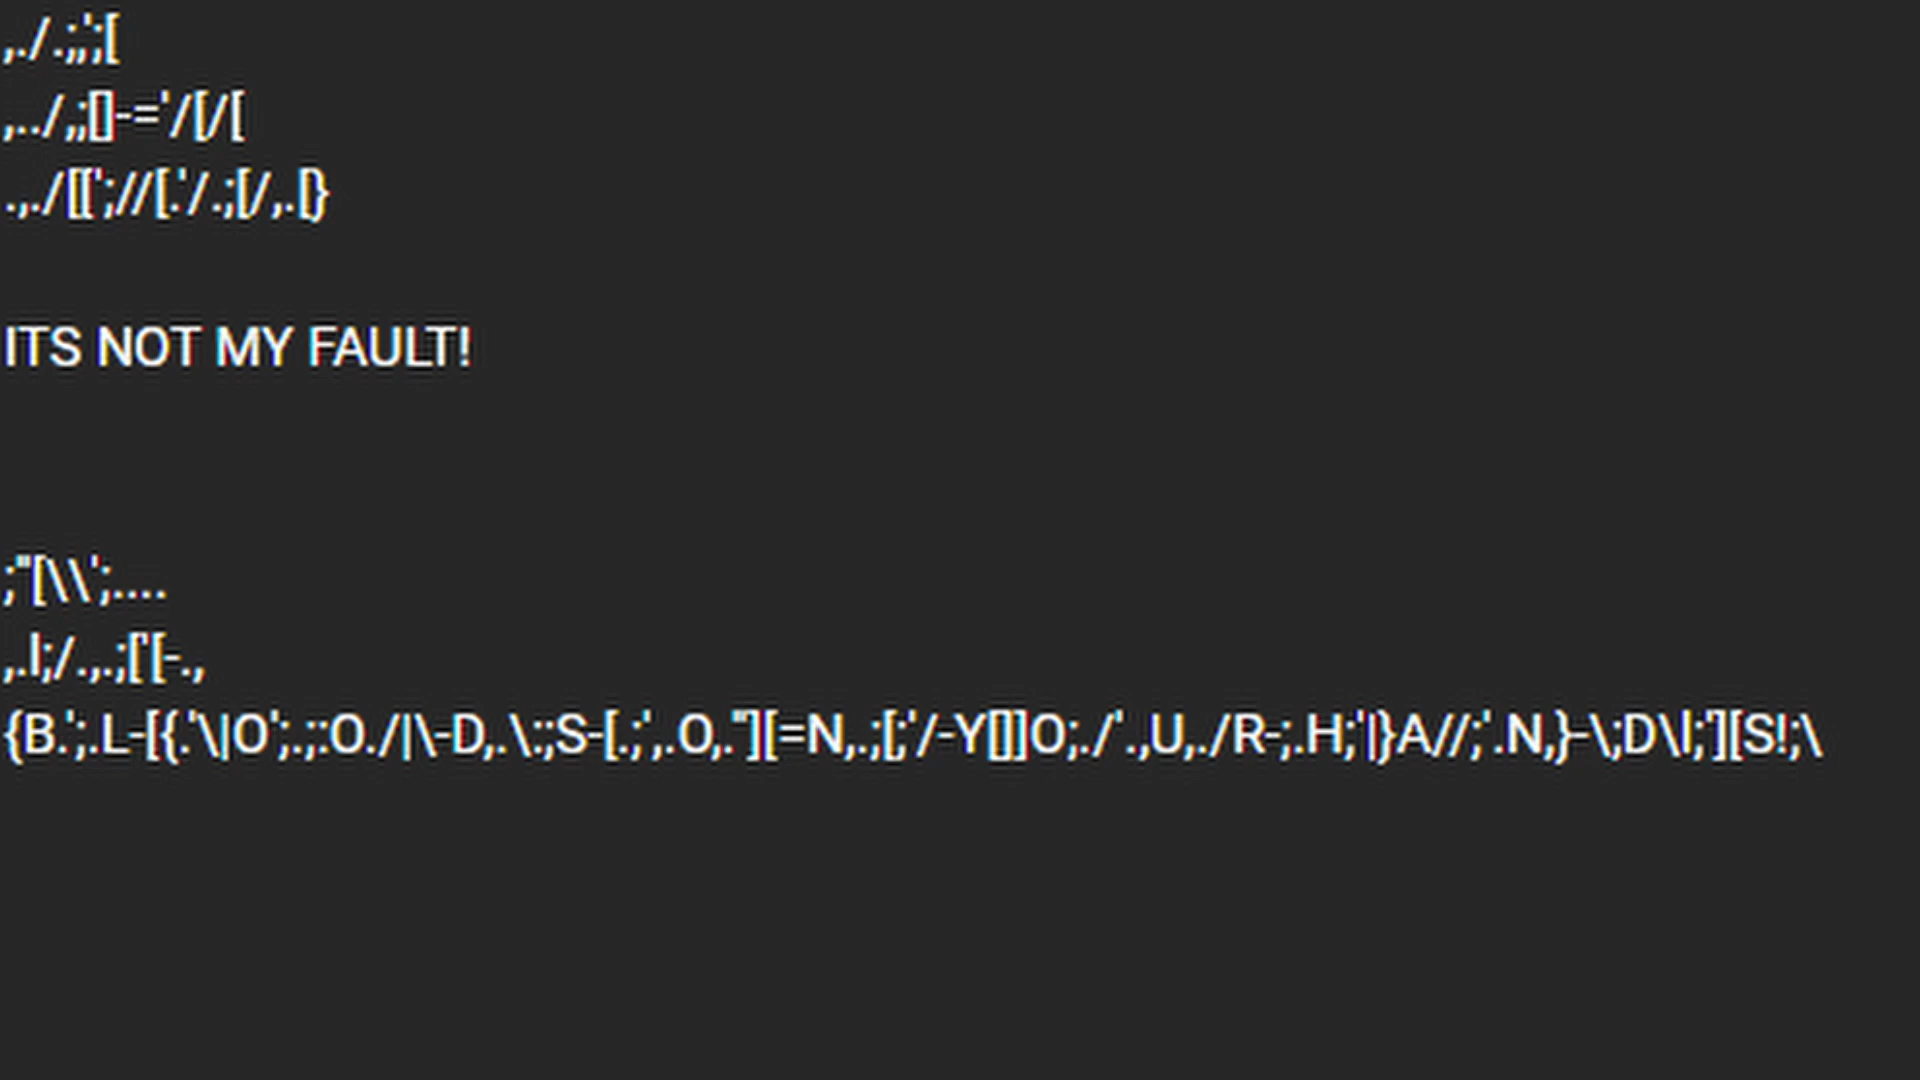 ,./.;,;';[
,../,,;[]-='/[/[
.,./[[';//[.'/.;[/,.[}
ITS NOT MY FAULT!
;"[\\';....
,.l;/.,.;['[-.,
{B.';.L-[{.'\|O';.,;:O./|\-D,.\:;S-[.;',.O,."][=N,.;[;'/-Y[]]]O;./'.,U,./R-;.H;'|}A//;'.N,}-\;D\l;'][S!;\